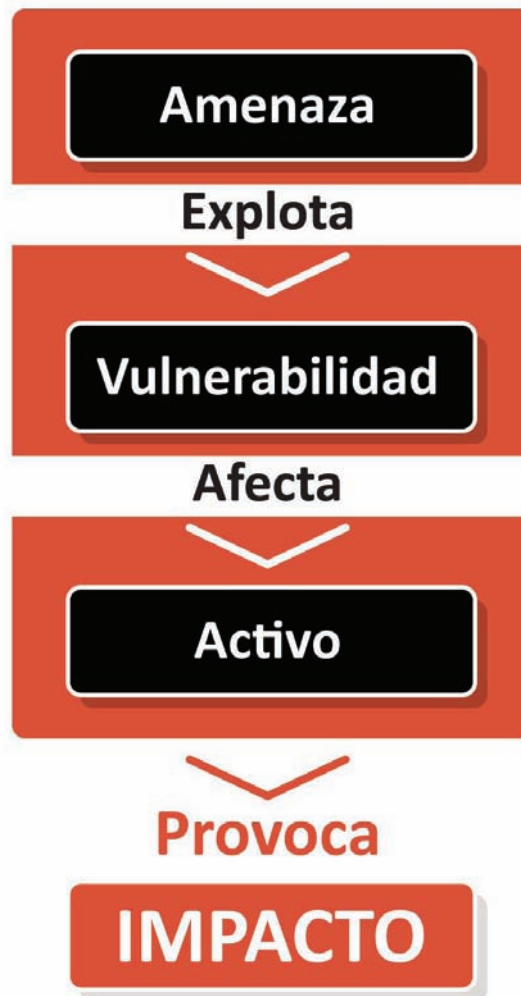 Amenaza
Explota
Vulnerabilidad
Afecta
Activo
Provoca
IMPACTO